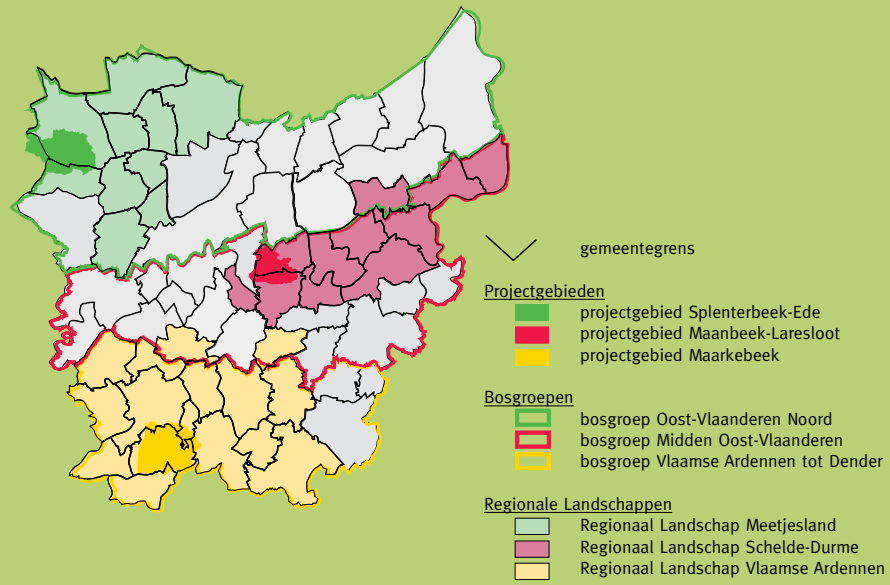 gemeentegrens
Projectgebieden
projectgebied Splenterbeek-Ede
projectgebied Maanbeek-Laresloot
projectgebied Maarkebeek
Bosgroepen
bosgroep Oost-Vlaanderen Noord
bosgroep Midden Oost-Vlaanderen
bosgroep Vlaamse Ardennen tot Dender
Regionale Landschappen
Regionaal Landschap Meetjesland
Regionaal Landschap Schelde-Durme
Regionaal Landschap Vlaamse Ardennen